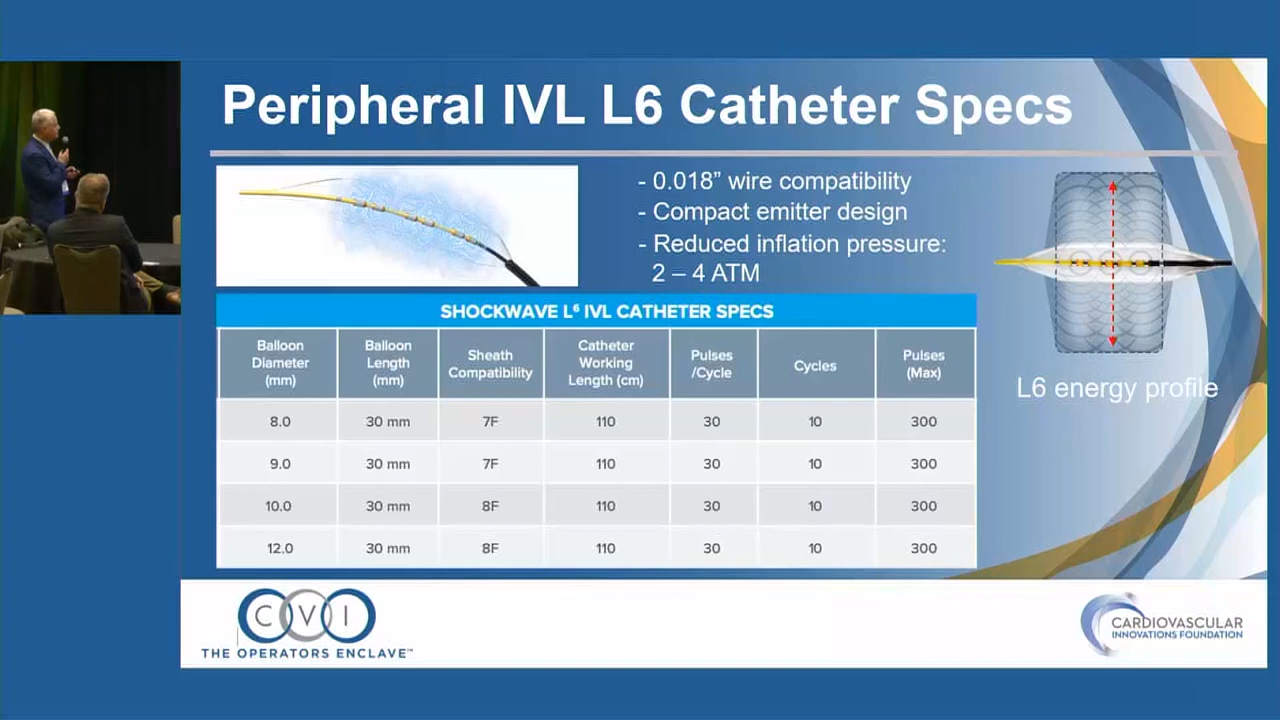 Peripheral IVL L6 Catheter Specs
- 0.018” wire compatibility
- Compact emitter design
- Reduced inflation pressure:
2 – 4 ATM
SHOCKWAVE L⁶ IVL CATHETER SPECS
Balloon Diameter (mm) Balloon Length (mm) Sheath Compatibility Catheter Working Length (cm) Pulses /Cycle Cycles Pulses (Max)
8.0 30 mm 7F 110 30 10 300
9.0 30 mm 7F 110 30 10 300
10.0 30 mm 8F 110 30 10 300
12.0 30 mm 8F 110 30 10 300
L6 energy profile
CVI
THE OPERATORS ENCLAVE™
CARDIOVASCULAR
INNOVATIONS FOUNDATION